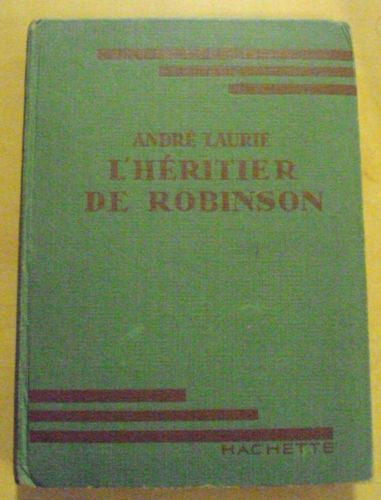 ANDRÉ LAURIE
L'HÉRITIER
DE ROBINSON
HACHETTE